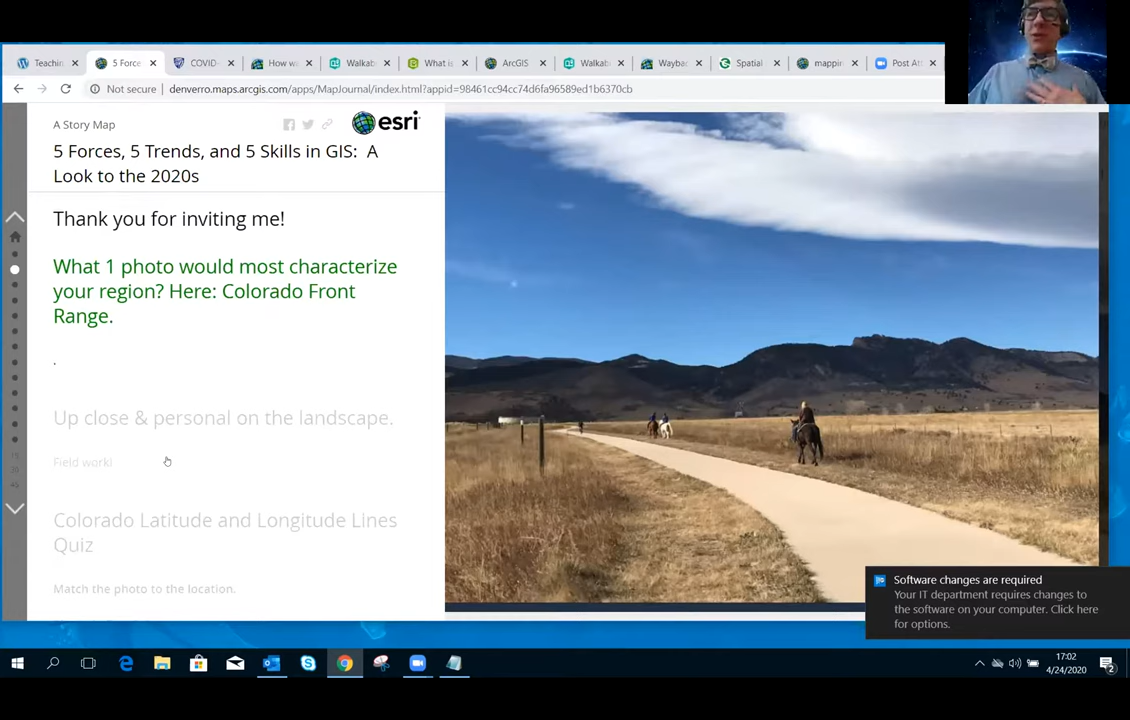 Teachin
5 Force
COVID-
How wa
Walkab
What is
ArcGIS
Walkab
Wayba
Spatial
mappin
Post Att
Not secure | denverro.maps.arcgis.com/apps/MapJournal/index.html?appid=98461cc94cc74d6fa96589ed1b6370cb
A Story Map
esri
5 Forces, 5 Trends, and 5 Skills in GIS: A
Look to the 2020s
Thank you for inviting me!
What 1 photo would most characterize
your region? Here: Colorado Front
Range.
.
Up close & personal on the landscape.
Field work!
Colorado Latitude and Longitude Lines
Quiz
Match the photo to the location.
Software changes are required
Your IT department requires changes to
the software on your computer. Click here
for options.
17:02
4/24/2020
2